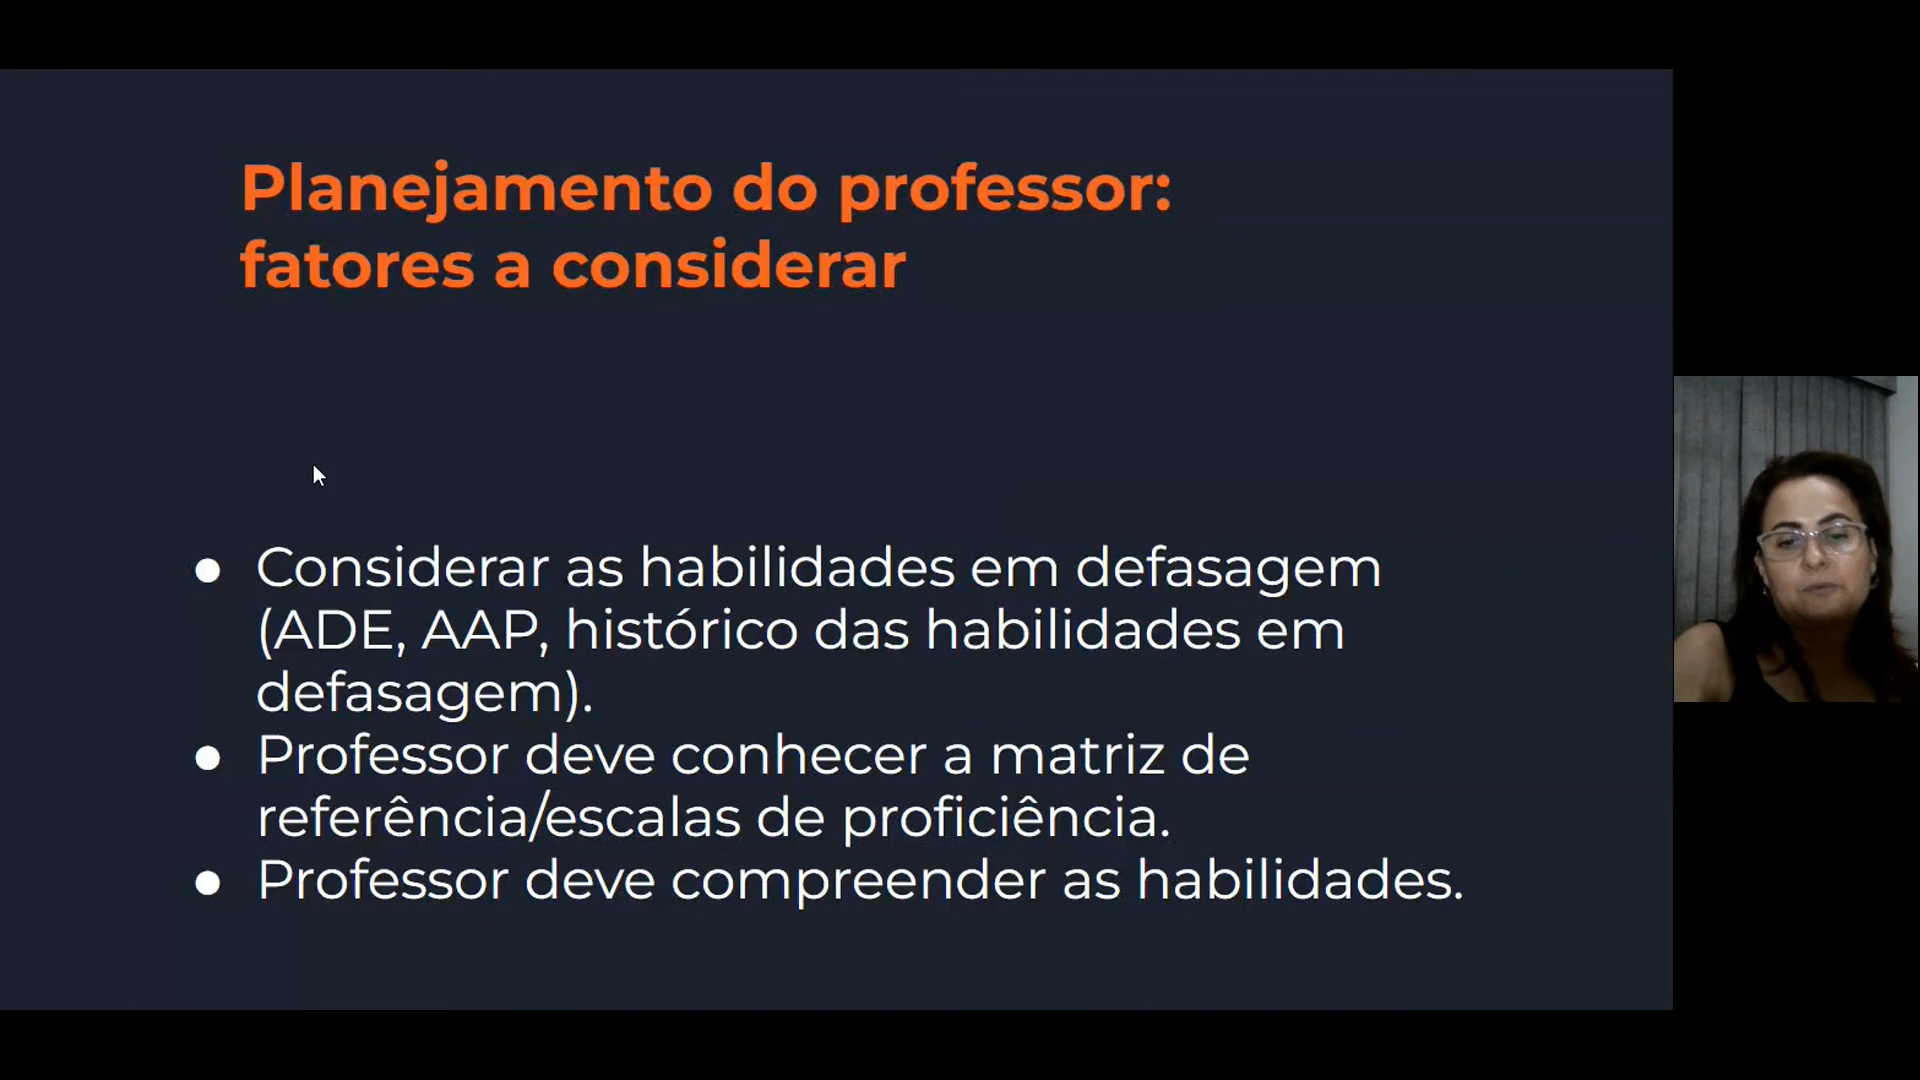 Planejamento do professor:
fatores a considerar
● Considerar as habilidades em defasagem
(ADE, AAP, histórico das habilidades em
defasagem).
● Professor deve conhecer a matriz de
referência/escalas de proficiência.
● Professor deve compreender as habilidades.